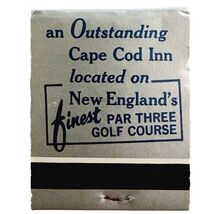 an Outstanding
Cape Cod Inn
located on
New England's
finest PAR THREE
GOLF COURSE